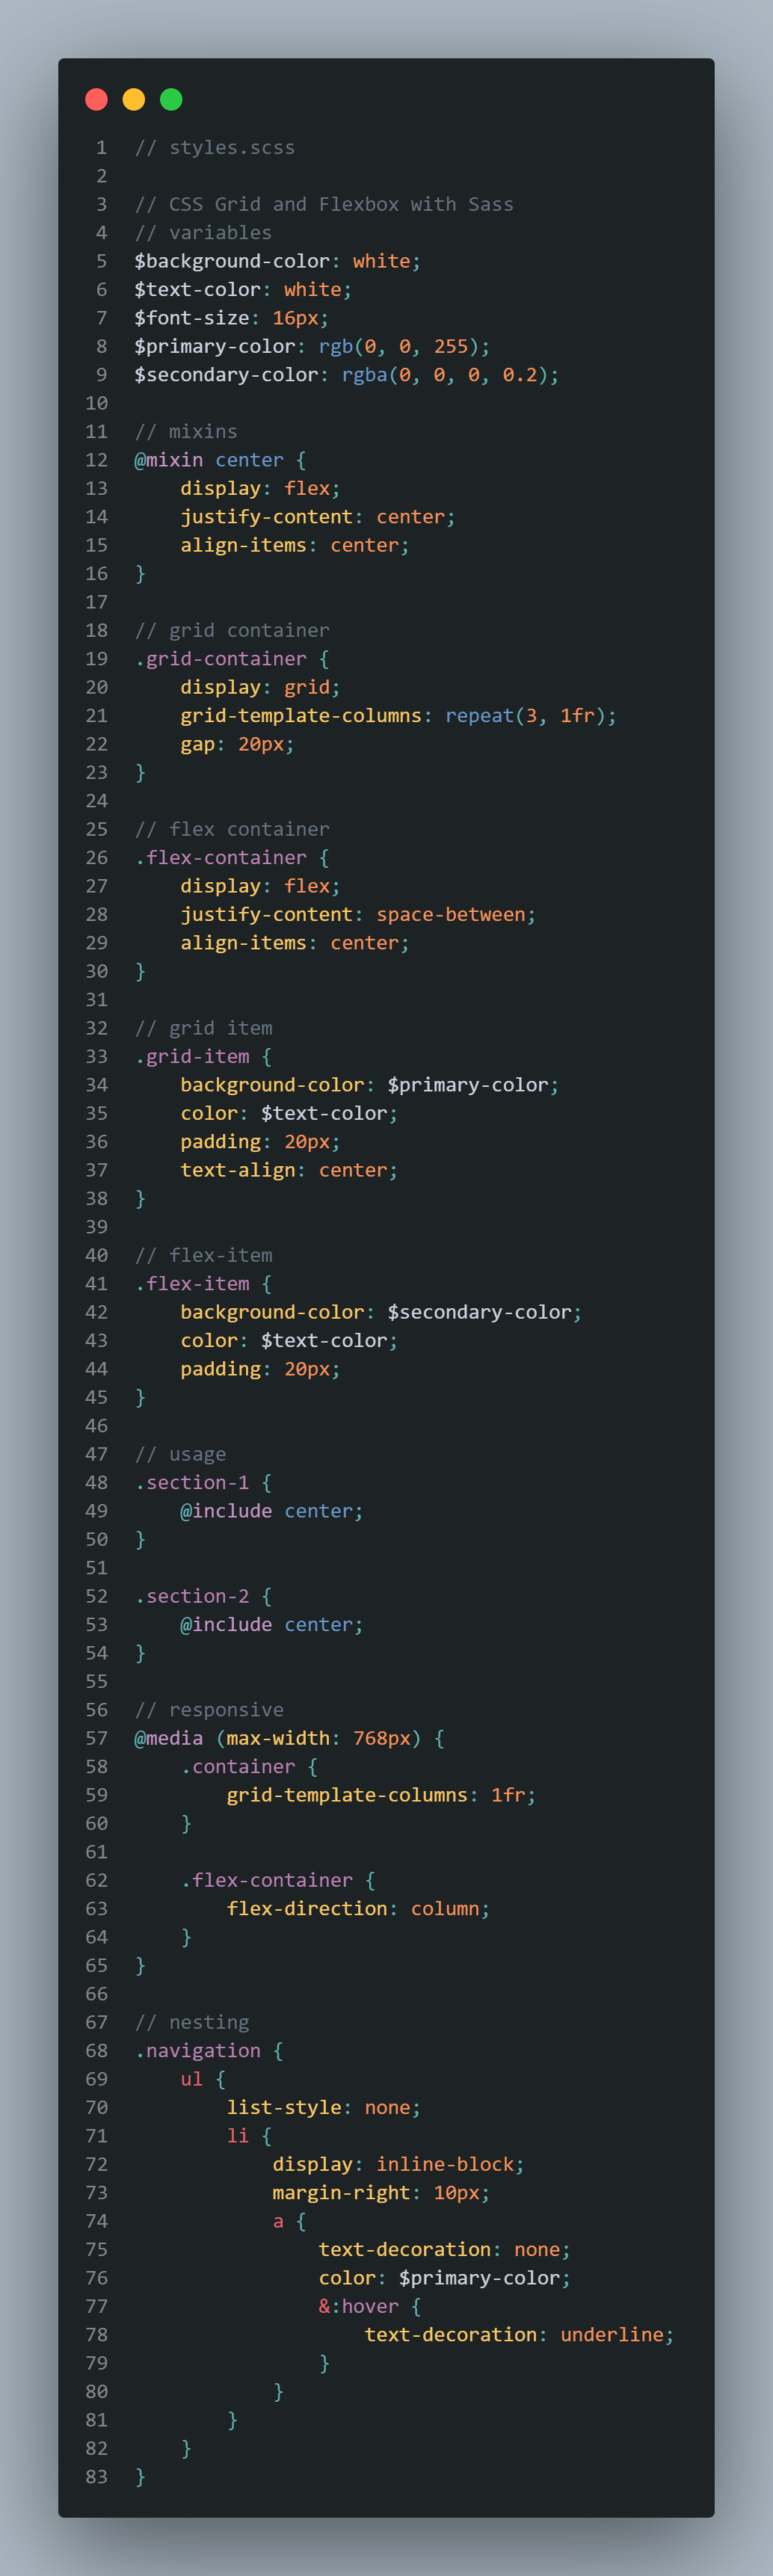 1 // styles.scss
2
3 // CSS Grid and Flexbox with Sass
4 // variables
5 $background-color: white;
6 $text-color: white;
7 $font-size: 16px;
8 $primary-color: rgb(0, 0, 255);
9 $secondary-color: rgba(0, 0, 0, 0.2);
10
11 // mixins
12 @mixin center {
13     display: flex;
14     justify-content: center;
15     align-items: center;
16 }
17
18 // grid container
19 .grid-container {
20     display: grid;
21     grid-template-columns: repeat(3, 1fr);
22     gap: 20px;
23 }
24
25 // flex container
26 .flex-container {
27     display: flex;
28     justify-content: space-between;
29     align-items: center;
30 }
31
32 // grid item
33 .grid-item {
34     background-color: $primary-color;
35     color: $text-color;
36     padding: 20px;
37     text-align: center;
38 }
39
40 // flex-item
41 .flex-item {
42     background-color: $secondary-color;
43     color: $text-color;
44     padding: 20px;
45 }
46
47 // usage
48 .section-1 {
49     @include center;
50 }
51
52 .section-2 {
53     @include center;
54 }
55
56 // responsive
57 @media (max-width: 768px) {
58     .container {
59         grid-template-columns: 1fr;
60     }
61
62     .flex-container {
63         flex-direction: column;
64     }
65 }
66
67 // nesting
68 .navigation {
69     ul {
70         list-style: none;
71         li {
72             display: inline-block;
73             margin-right: 10px;
74             a {
75                 text-decoration: none;
76                 color: $primary-color;
77                 &:hover {
78                     text-decoration: underline;
79                 }
80             }
81         }
82     }
83 }